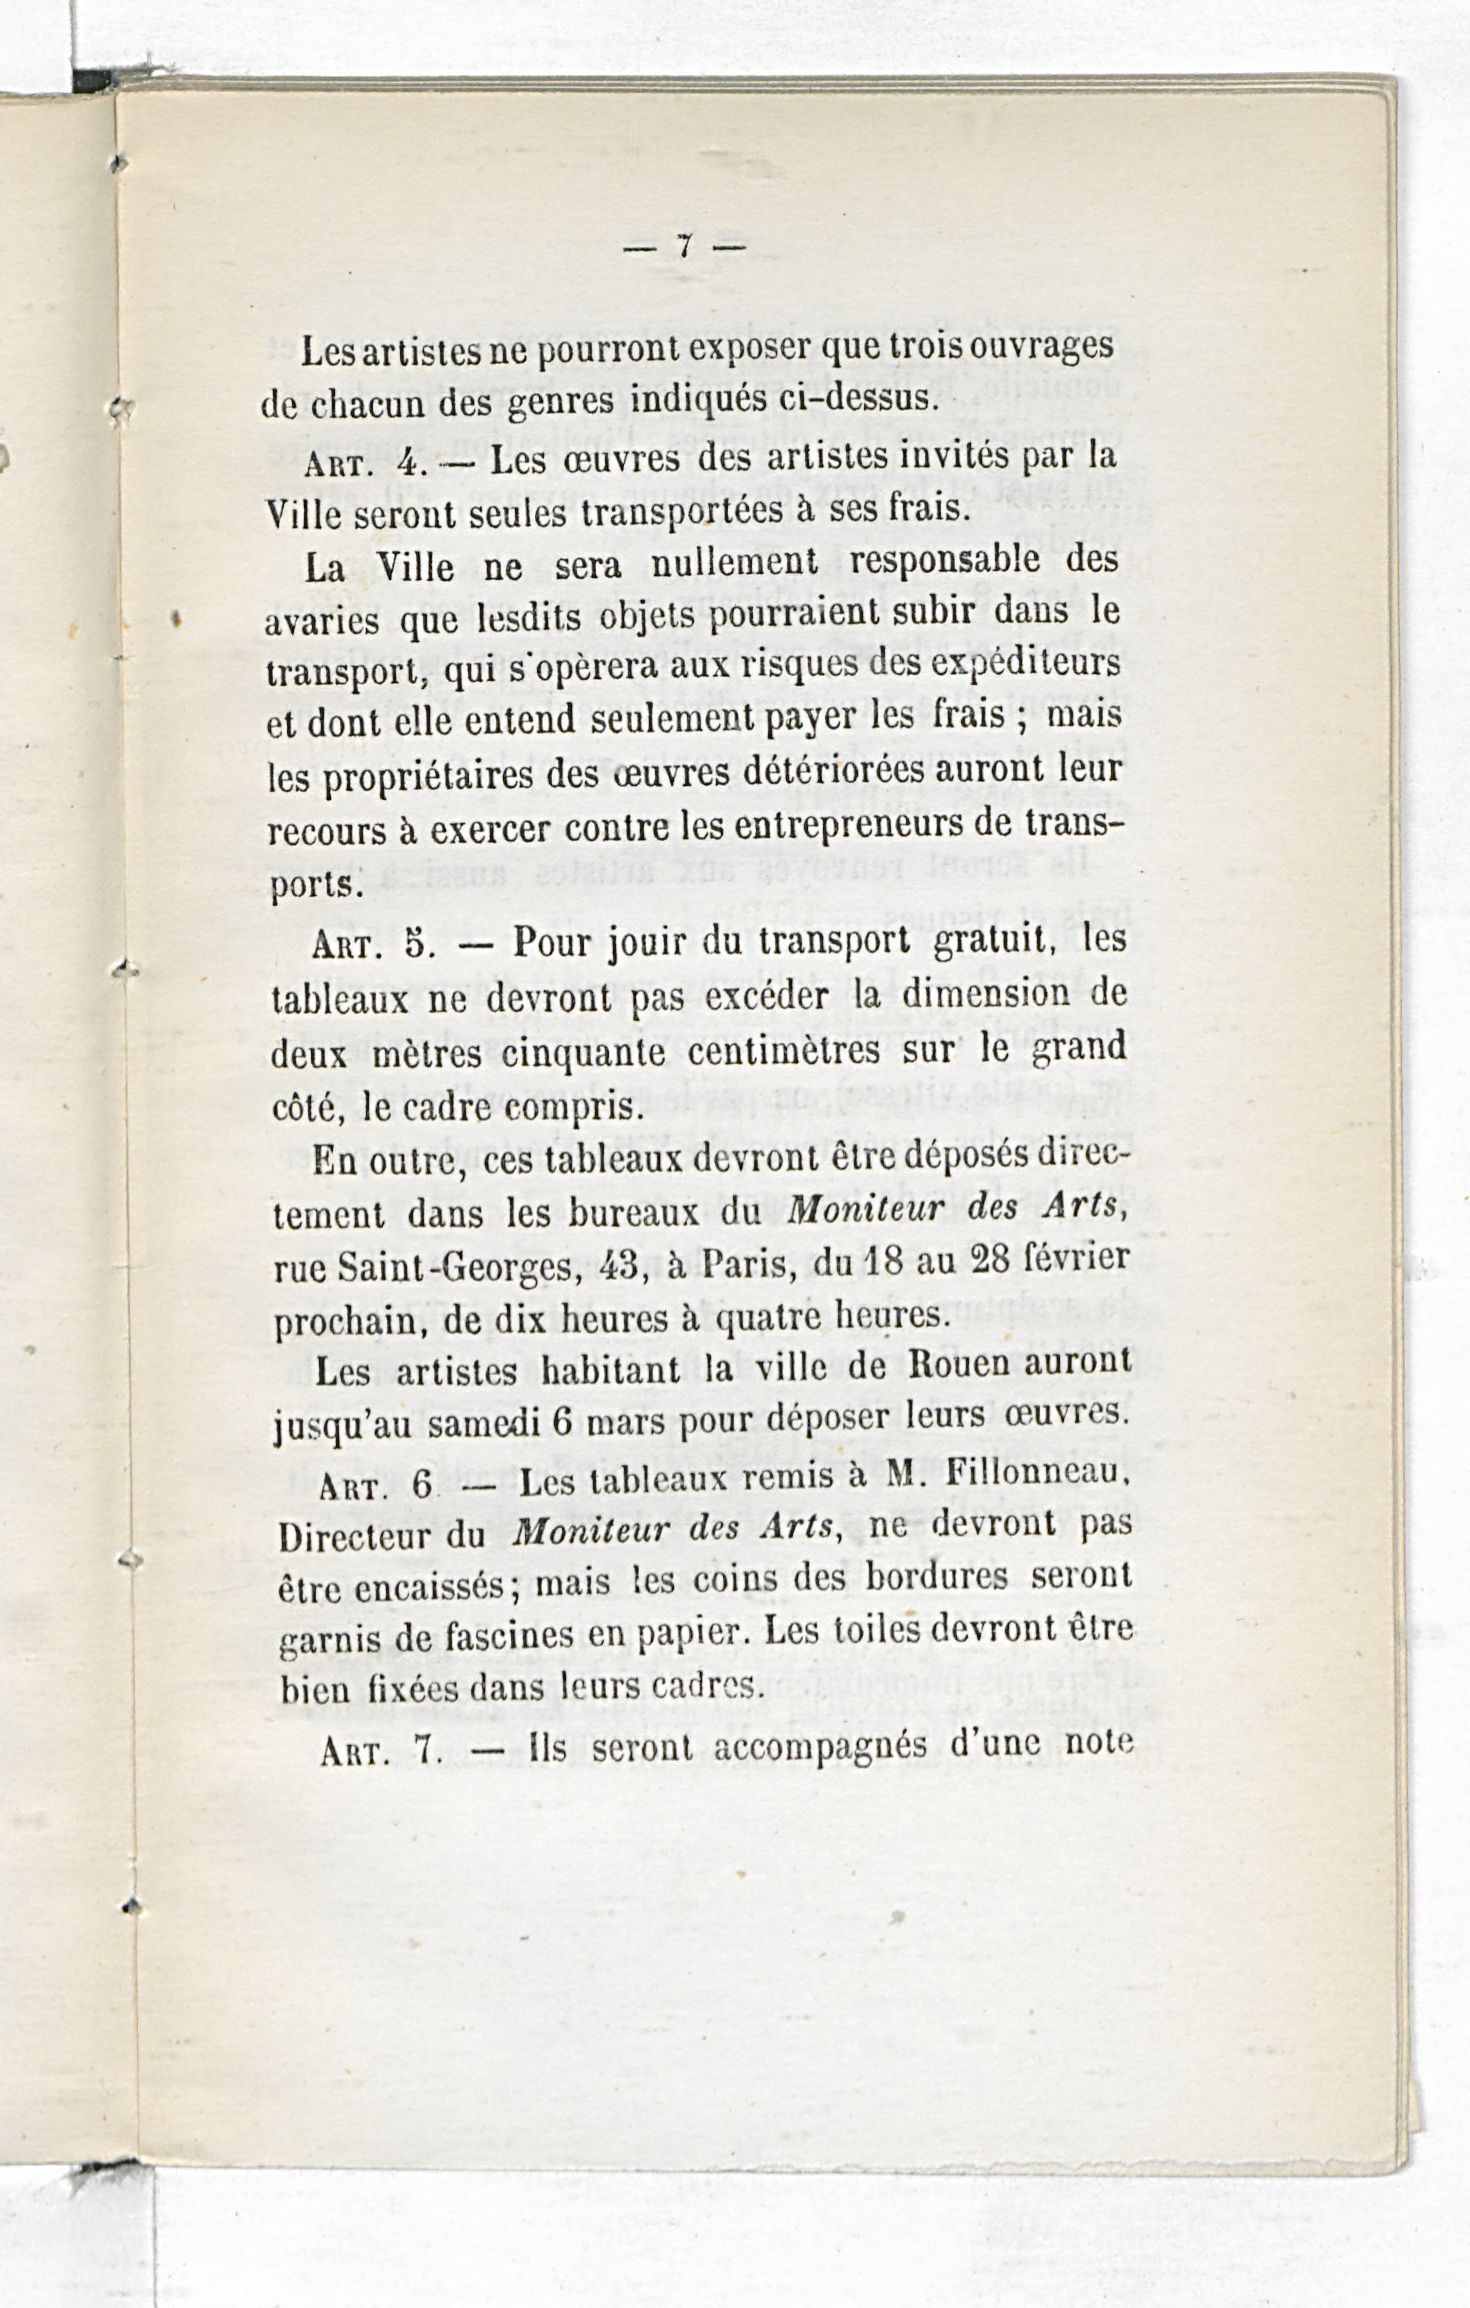 — 7 —
Les artistes ne pourront exposer que trois ouvrages
de chacun des genres indiqués ci-dessus.
ART. 4. — Les œuvres des artistes invités par la
Ville seront seules transportées à ses frais.
La Ville ne sera nullement responsable des
avaries que lesdits objets pourraient subir dans le
transport, qui s'opèrera aux risques des expéditeurs
et dont elle entend seulement payer les frais ; mais
les propriétaires des œuvres détériorées auront leur
recours à exercer contre les entrepreneurs de trans-
ports.
ART. 5. — Pour jouir du transport gratuit, les
tableaux ne devront pas excéder la dimension de
deux mètres cinquante centimètres sur le grand
côté, le cadre compris.
En outre, ces tableaux devront être déposés direc-
tement dans les bureaux du Moniteur des Arts,
rue Saint-Georges, 43, à Paris, du 18 au 28 février
prochain, de dix heures à quatre heures.
Les artistes habitant la ville de Rouen auront
jusqu'au samedi 6 mars pour déposer leurs œuvres.
ART. 6. — Les tableaux remis à M. Fillonneau,
Directeur du Moniteur des Arts, ne devront pas
être encaissés; mais les coins des bordures seront
garnis de fascines en papier. Les toiles devront être
bien fixées dans leurs cadres.
ART. 7. — Ils seront accompagnés d'une note